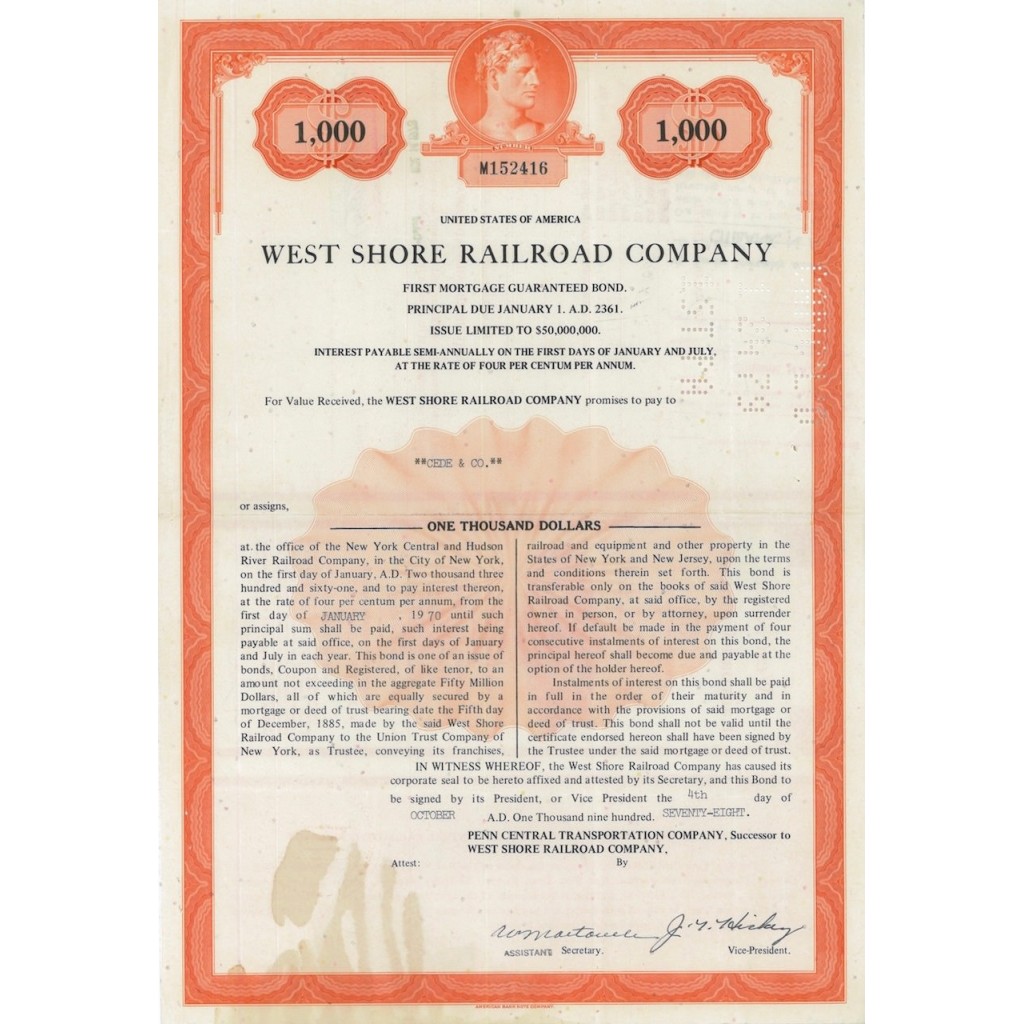 1,000
1,000
M152416
UNITED STATES OF AMERICA
WEST SHORE RAILROAD COMPANY
FIRST MORTGAGE GUARANTEED BOND.
PRINCIPAL DUE JANUARY 1. A.D. 2361.
ISSUE LIMITED TO $50,000,000.
INTEREST PAYABLE SEMI-ANNUALLY ON THE FIRST DAYS OF JANUARY AND JULY,
AT THE RATE OF FOUR PER CENTUM PER ANNUM.
For Value Received, the WEST SHORE RAILROAD COMPANY promises to pay to
**CEDE & CO.**
or assigns,
ONE THOUSAND DOLLARS
at the office of the New York Central and Hudson
River Railroad Company, in the City of New York,
on the first day of January, A.D. Two thousand three
hundred and sixty-one, and to pay interest thereon,
at the rate of four per centum per annum, from the
first day of JANUARY , 1970 until such
principal sum shall be paid, such interest being
payable at said office, on the first days of January
and July in each year. This bond is one of an issue of
bonds, Coupon and Registered, of like tenor, to an
amount not exceeding in the aggregate Fifty Million
Dollars, all of which are equally secured by a
mortgage or deed of trust bearing date the Fifth day
of December, 1885, made by the said West Shore
Railroad Company to the Union Trust Company of
New York, as Trustee, conveying its franchises,
railroad and equipment and other property in the
States of New York and New Jersey, upon the terms
and conditions therein set forth. This bond is
transferable only on the books of said West Shore
Railroad Company, at said office, by the registered
owner in person, or by attorney, upon surrender
hereof. If default be made in the payment of four
consecutive instalments of interest on this bond, the
principal hereof shall become due and payable at the
option of the holder hereof.
Instalments of interest on this bond shall be paid
in full in the order of their maturity and in
accordance with the provisions of said mortgage or
deed of trust. This bond shall not be valid until the
certificate endorsed hereon shall have been signed by
the Trustee under the said mortgage or deed of trust.
IN WITNESS WHEREOF, the West Shore Railroad Company has caused its
corporate seal to be hereto affixed and attested by its Secretary, and this Bond to
be signed by its President, or Vice President the 4th day of
OCTOBER .A.D. One Thousand nine hundred. SEVENTY-EIGHT.
PENN CENTRAL TRANSPORTATION COMPANY, Successor to
WEST SHORE RAILROAD COMPANY,
Attest: By
ASSISTANT Secretary. Vice-President.
AMERICAN BANK NOTE COMPANY.